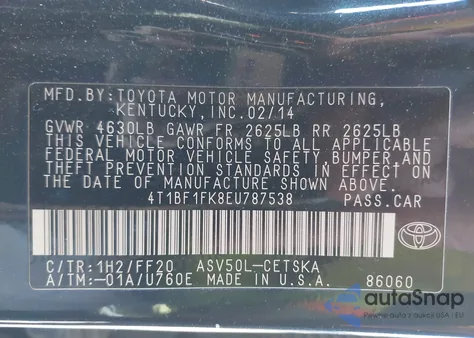 MFD.BY:TOYOTA MOTOR MANUFACTURING,
KENTUCKY,INC.02/14
GVWR 4630LB GAWR FR 2625LB RR 2625LB
THIS VEHICLE CONFORMS TO ALL APPLICABLE
FEDERAL MOTOR VEHICLE SAFETY,BUMPER,AND
THEFT PREVENTION STANDARDS IN EFFECT ON
THE DATE OF MANUFACTURE SHOWN ABOVE.
4T1BF1FK8EU787538 PASS.CAR
C/TR:1H2/FF20 ASV50L-CETSKA
A/TM:-01A/U760E MADE IN U.S.A. 86060
autaSnap